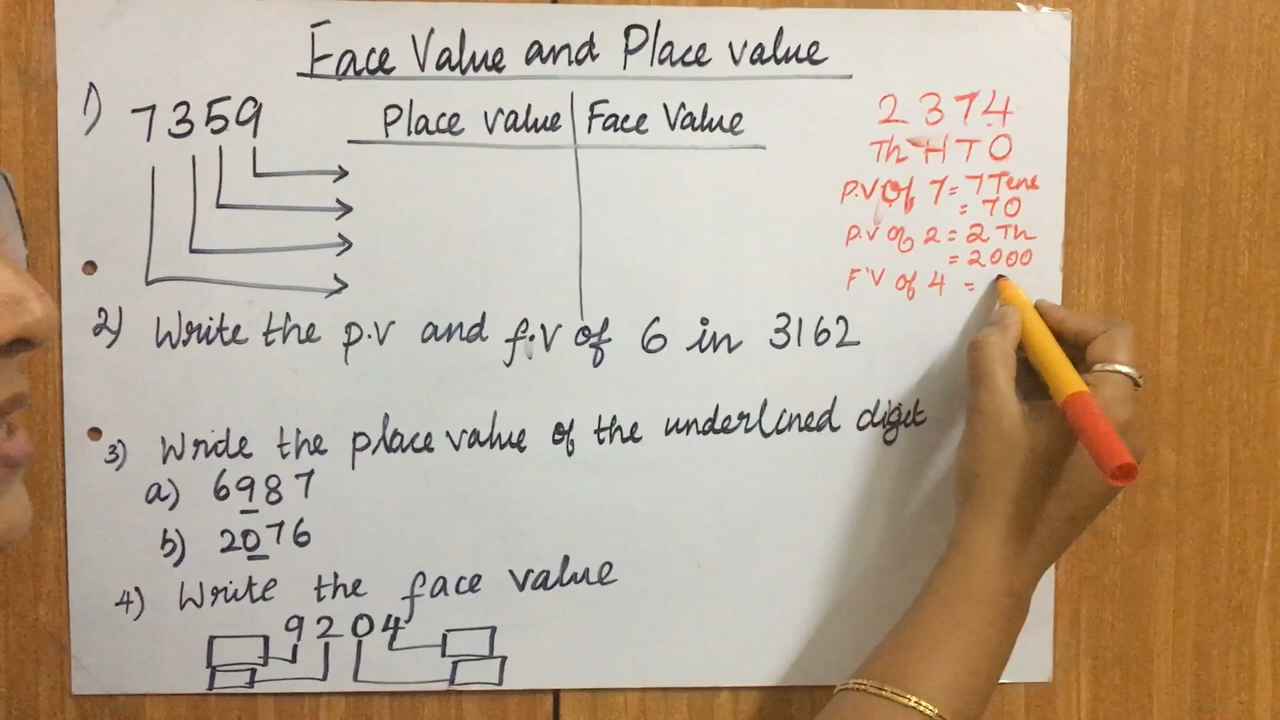 Face Value and Place value
1) 7359
Place value Face Value
2) Write the p.v and f.v of 6 in 3162
3) Write the place value of the underlined digit
a) 6987
b) 2076
4) Write the face value
9204
2374
Th H T O
P.V Of 7 = 7 Tens
= 70
P.V of 2 = 2 Th
= 2000
F.V of 4 =